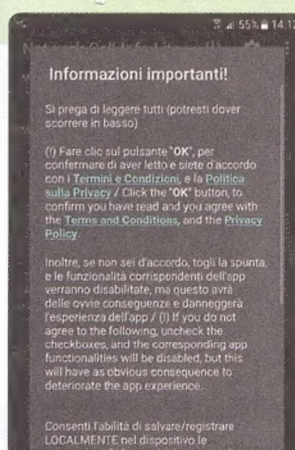 55% 14.12
Informazioni importanti!
Si prega di leggere tutti (potresti dover
scorrere in basso)
(!) Fare clic sul pulsante "OK", per
confermare di aver letto e siete d'accordo
con i Termini e Condizioni, e la Politica
sulla Privacy / Click the "OK" button, to
confirm you have read and you agree with
the Terms and Conditions, and the Privacy
Policy.
Inoltre, se non sei d'accordo, togli la spunta,
e le funzionalità corrispondenti dell'app
verranno disabilitate, ma questo avrà
delle ovvie conseguenze e danneggerà
l'esperienza dell'app / (!) If you do not
agree to the following, uncheck the
checkboxes, and the corresponding app
functionalities will be disabled, but this
will have as obvious consequence to
deteriorate the app experience.
Consenti l'abilità di salvare/registrare
LOCALMENTE nel dispositivo le